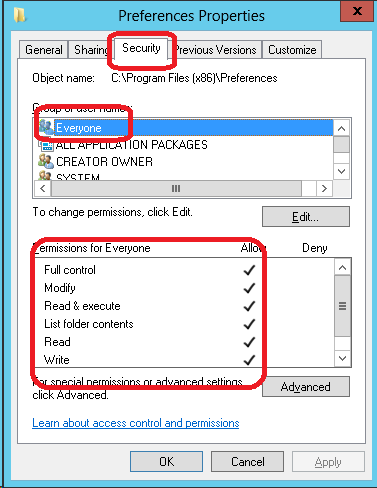 Preferences Properties
General Sharing Security Previous Versions Customize
Object name: C:\Program Files (x86)\Preferences
Group or user names:
Everyone
ALL APPLICATION PACKAGES
CREATOR OWNER
SYSTEM
To change permissions, click Edit. Edit...
Permissions for Everyone Allow Deny
Full control
Modify
Read & execute
List folder contents
Read
Write
For special permissions or advanced settings, click Advanced. Advanced
Learn about access control and permissions
OK Cancel Apply